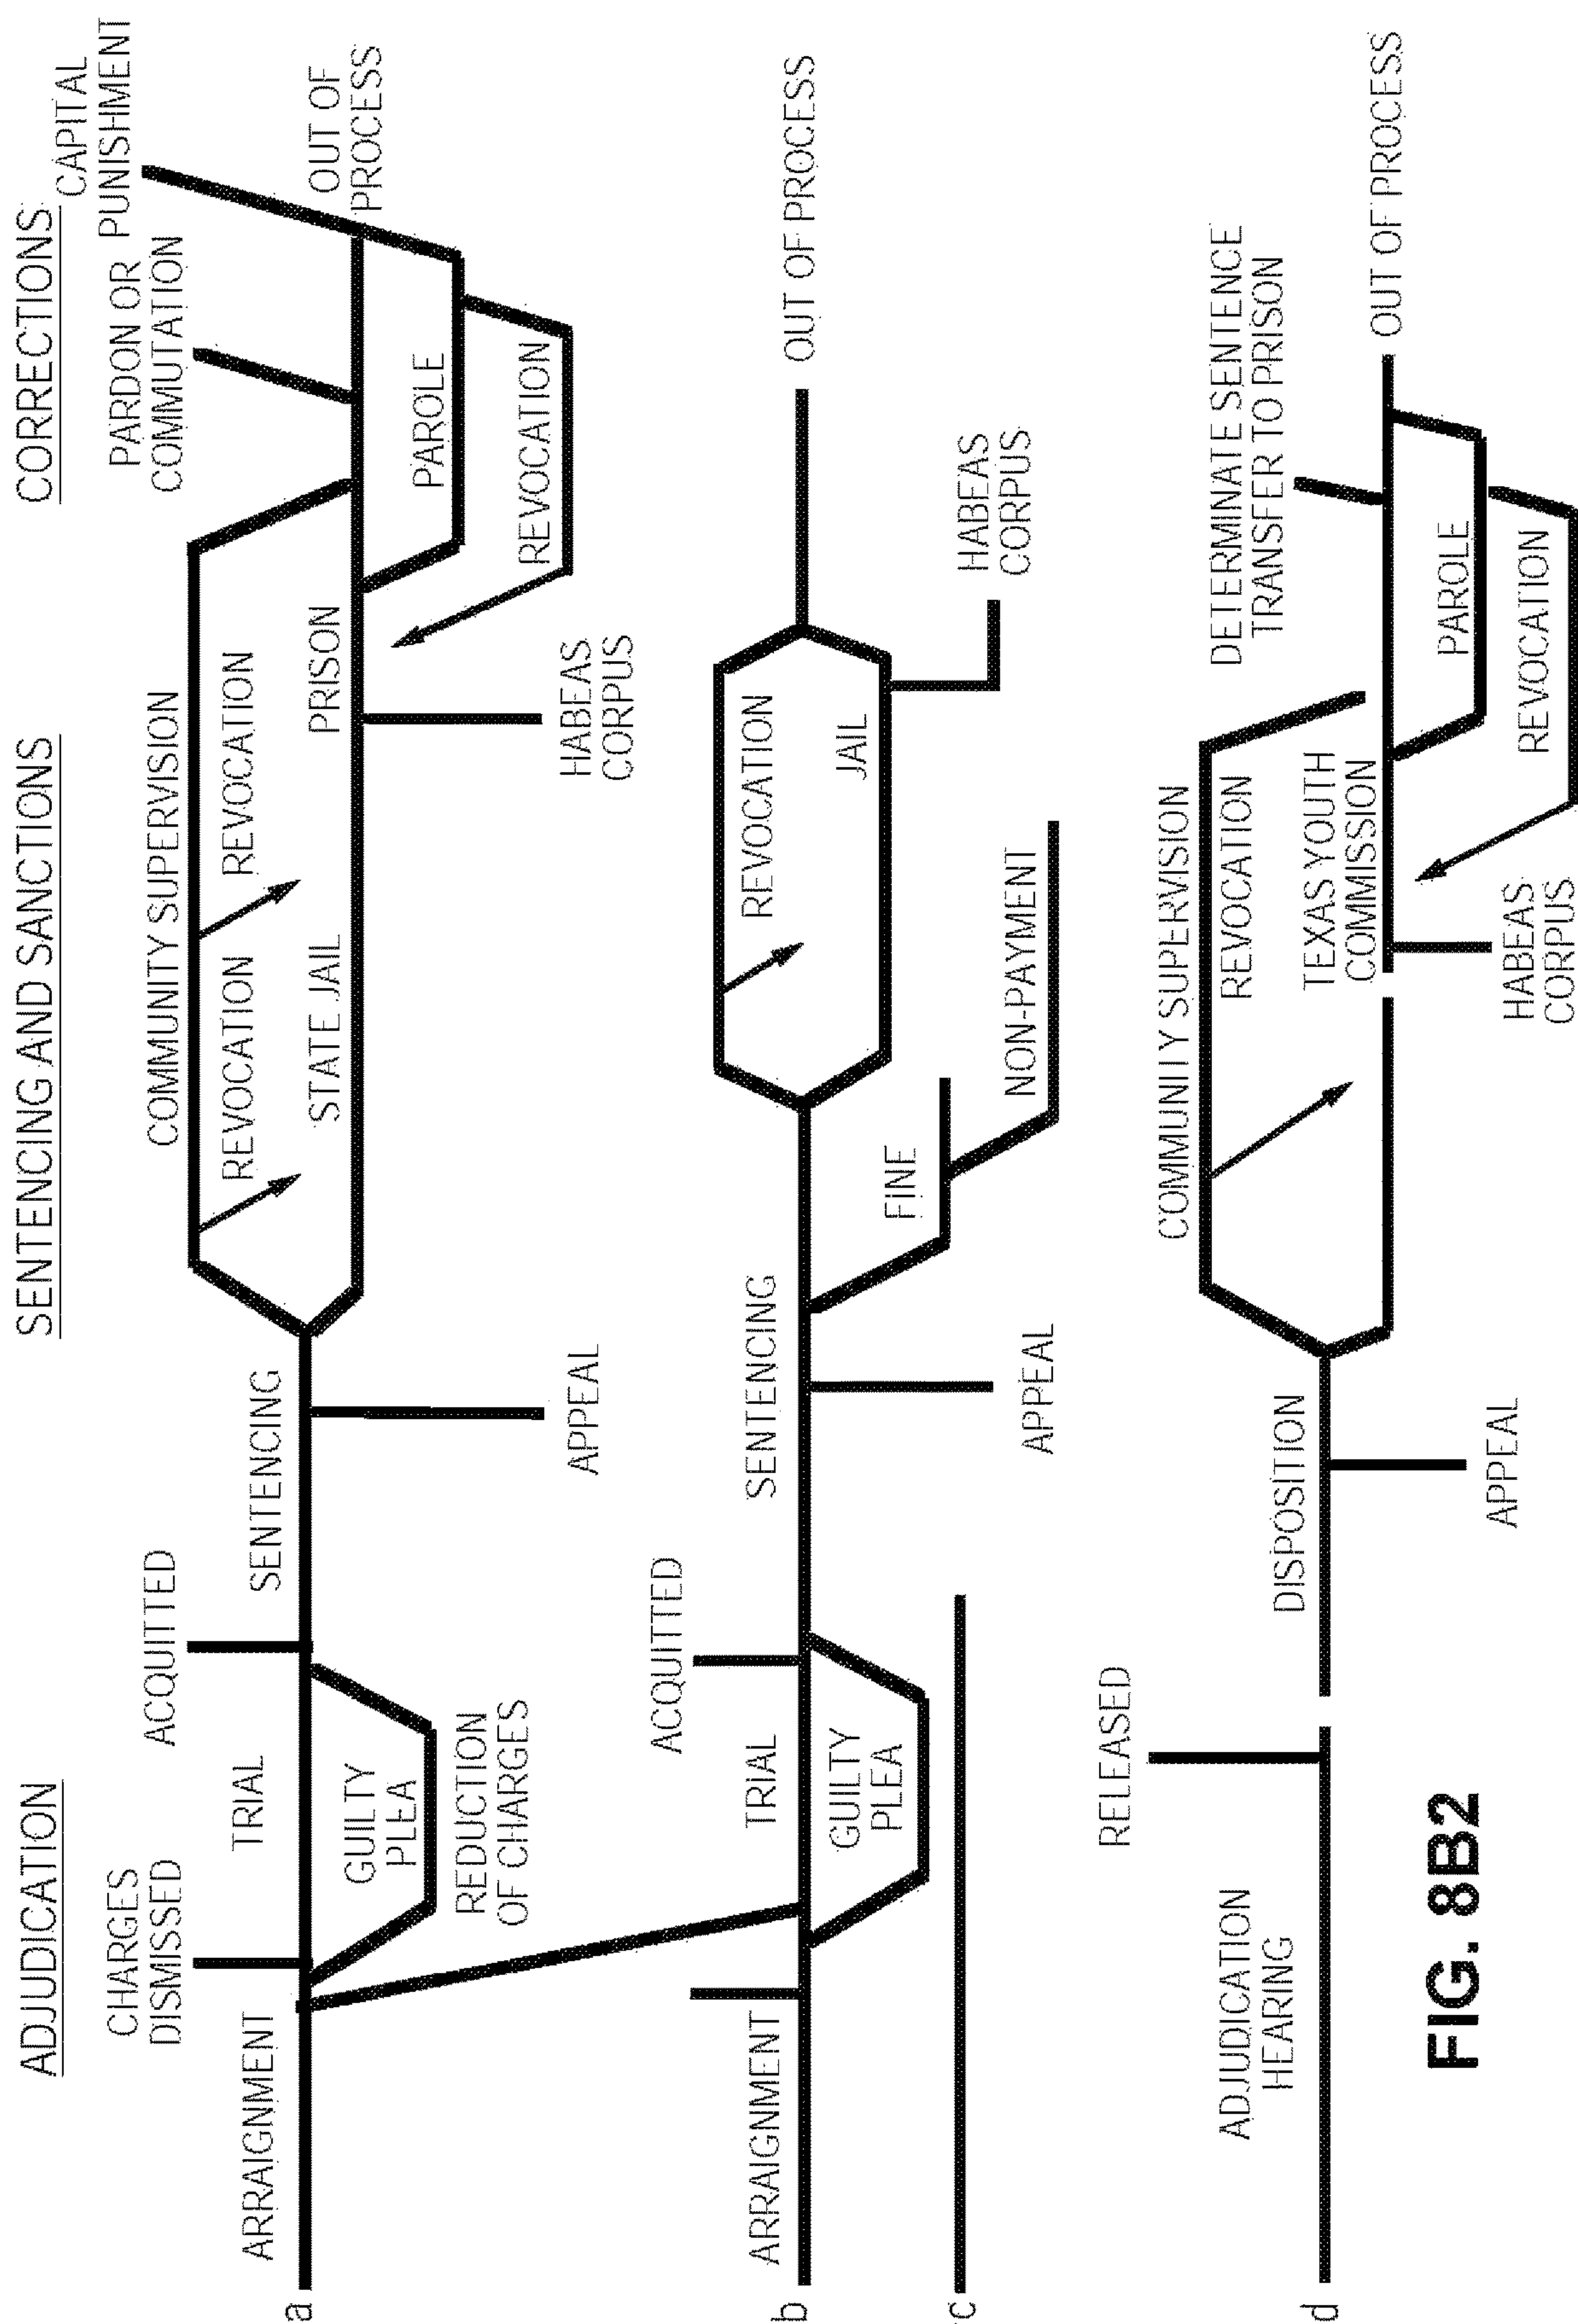 ADJUDICATION
SENTENCING AND SANCTIONS
CORRECTIONS
a
ARRAIGNMENT
CHARGES
DISMISSED
TRIAL
GUILTY
PLEA
REDUCTION
OF CHARGES
ACQUITTED
SENTENCING
APPEAL
COMMUNITY SUPERVISION
REVOCATION
REVOCATION
STATE JAIL
PRISON
HABEAS
CORPUS
PARDON OR
COMMUTATION
CAPITAL
PUNISHMENT
PAROLE
REVOCATION
OUT OF
PROCESS
b
ARRAIGNMENT
TRIAL
GUILTY
PLEA
ACQUITTED
SENTENCING
APPEAL
FINE
NON-PAYMENT
REVOCATION
JAIL
HABEAS
CORPUS
OUT OF PROCESS
c
d
ADJUDICATION
HEARING
RELEASED
DISPOSITION
APPEAL
COMMUNITY SUPERVISION
REVOCATION
TEXAS YOUTH
COMMISSION
HABEAS
CORPUS
DETERMINATE SENTENCE
TRANSFER TO PRISON
PAROLE
REVOCATION
OUT OF PROCESS
FIG. 8B2